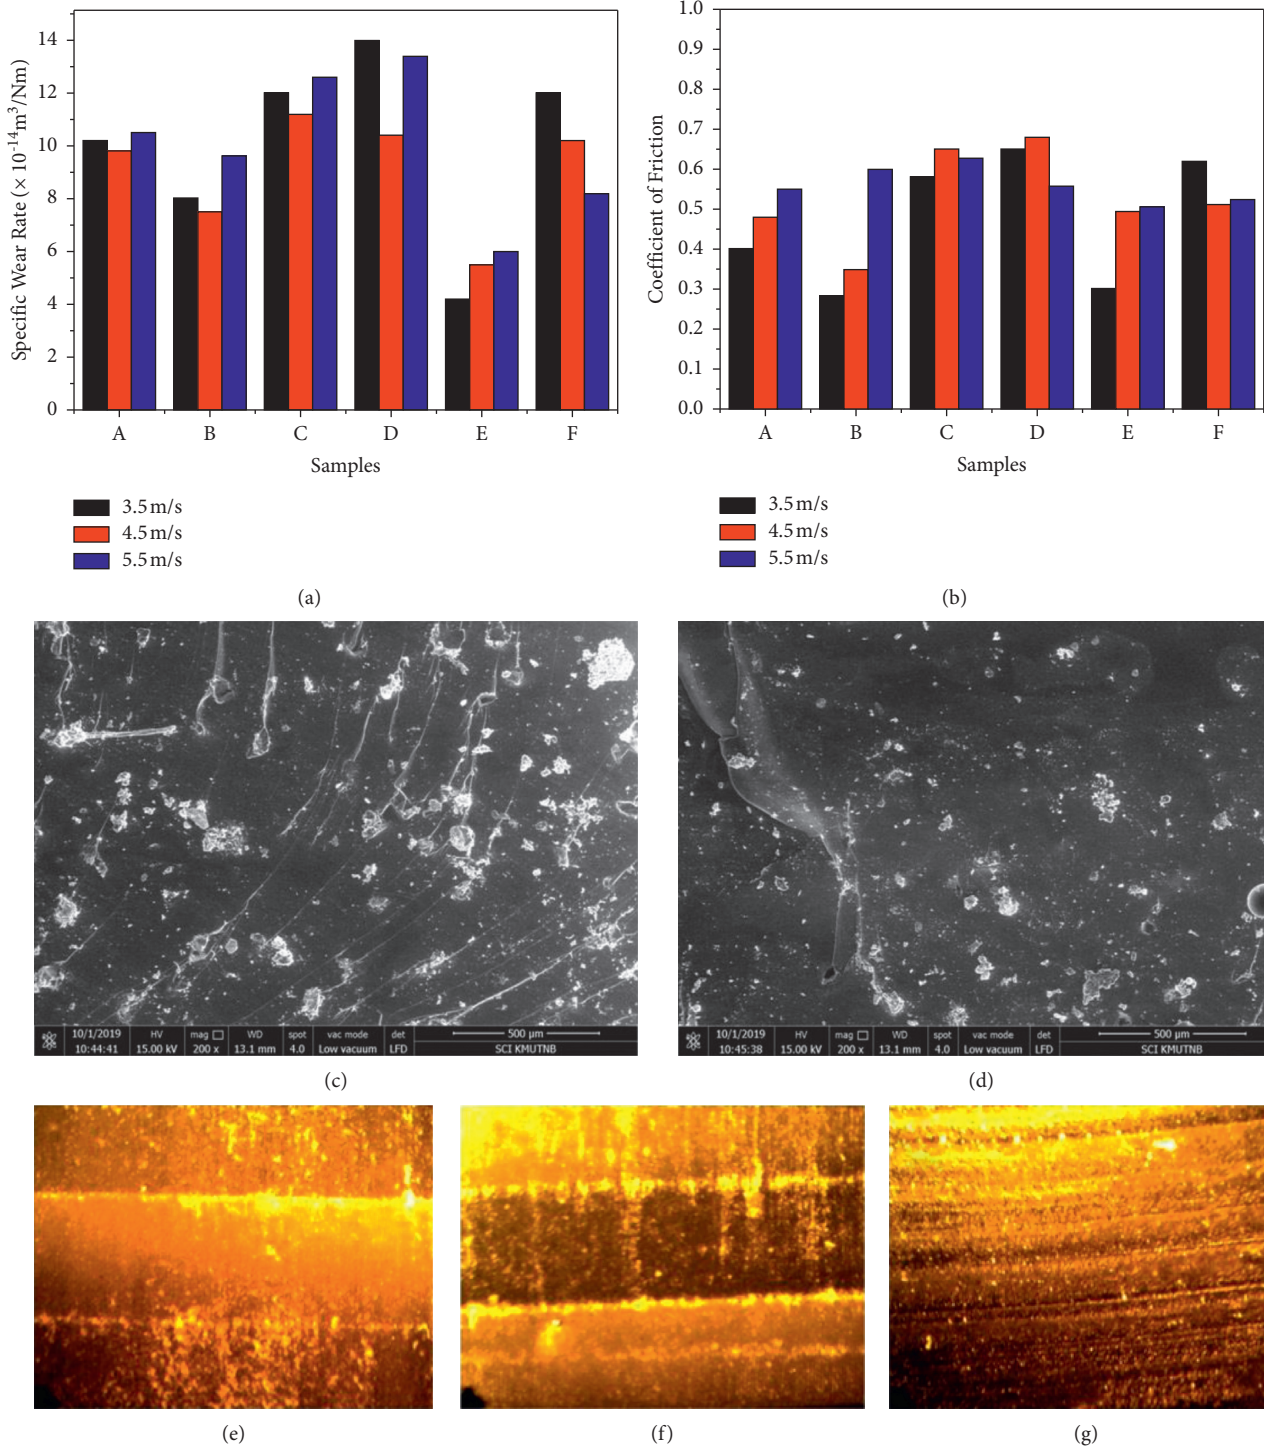 Specific Wear Rate (× 10⁻¹⁴m³/Nm)
14
12
10
8
6
4
2
0
A B C D E F
Samples
3.5 m/s
4.5 m/s
5.5 m/s
(a)
Coefficient of Friction
1.0
0.9
0.8
0.7
0.6
0.5
0.4
0.3
0.2
0.1
0.0
A B C D E F
Samples
3.5 m/s
4.5 m/s
5.5 m/s
(b)
10/1/2019 HV mag WD spot vac mode det 500 µm
10:44:41 15.00 kV 200 x 13.1 mm 4.0 Low vacuum LFD SCI KMUTNB
(c)
10/1/2019 HV mag WD spot vac mode det 500 µm
10:45:38 15.00 kV 200 x 13.1 mm 4.0 Low vacuum LFD SCI KMUTNB
(d)
(e)
(f)
(g)